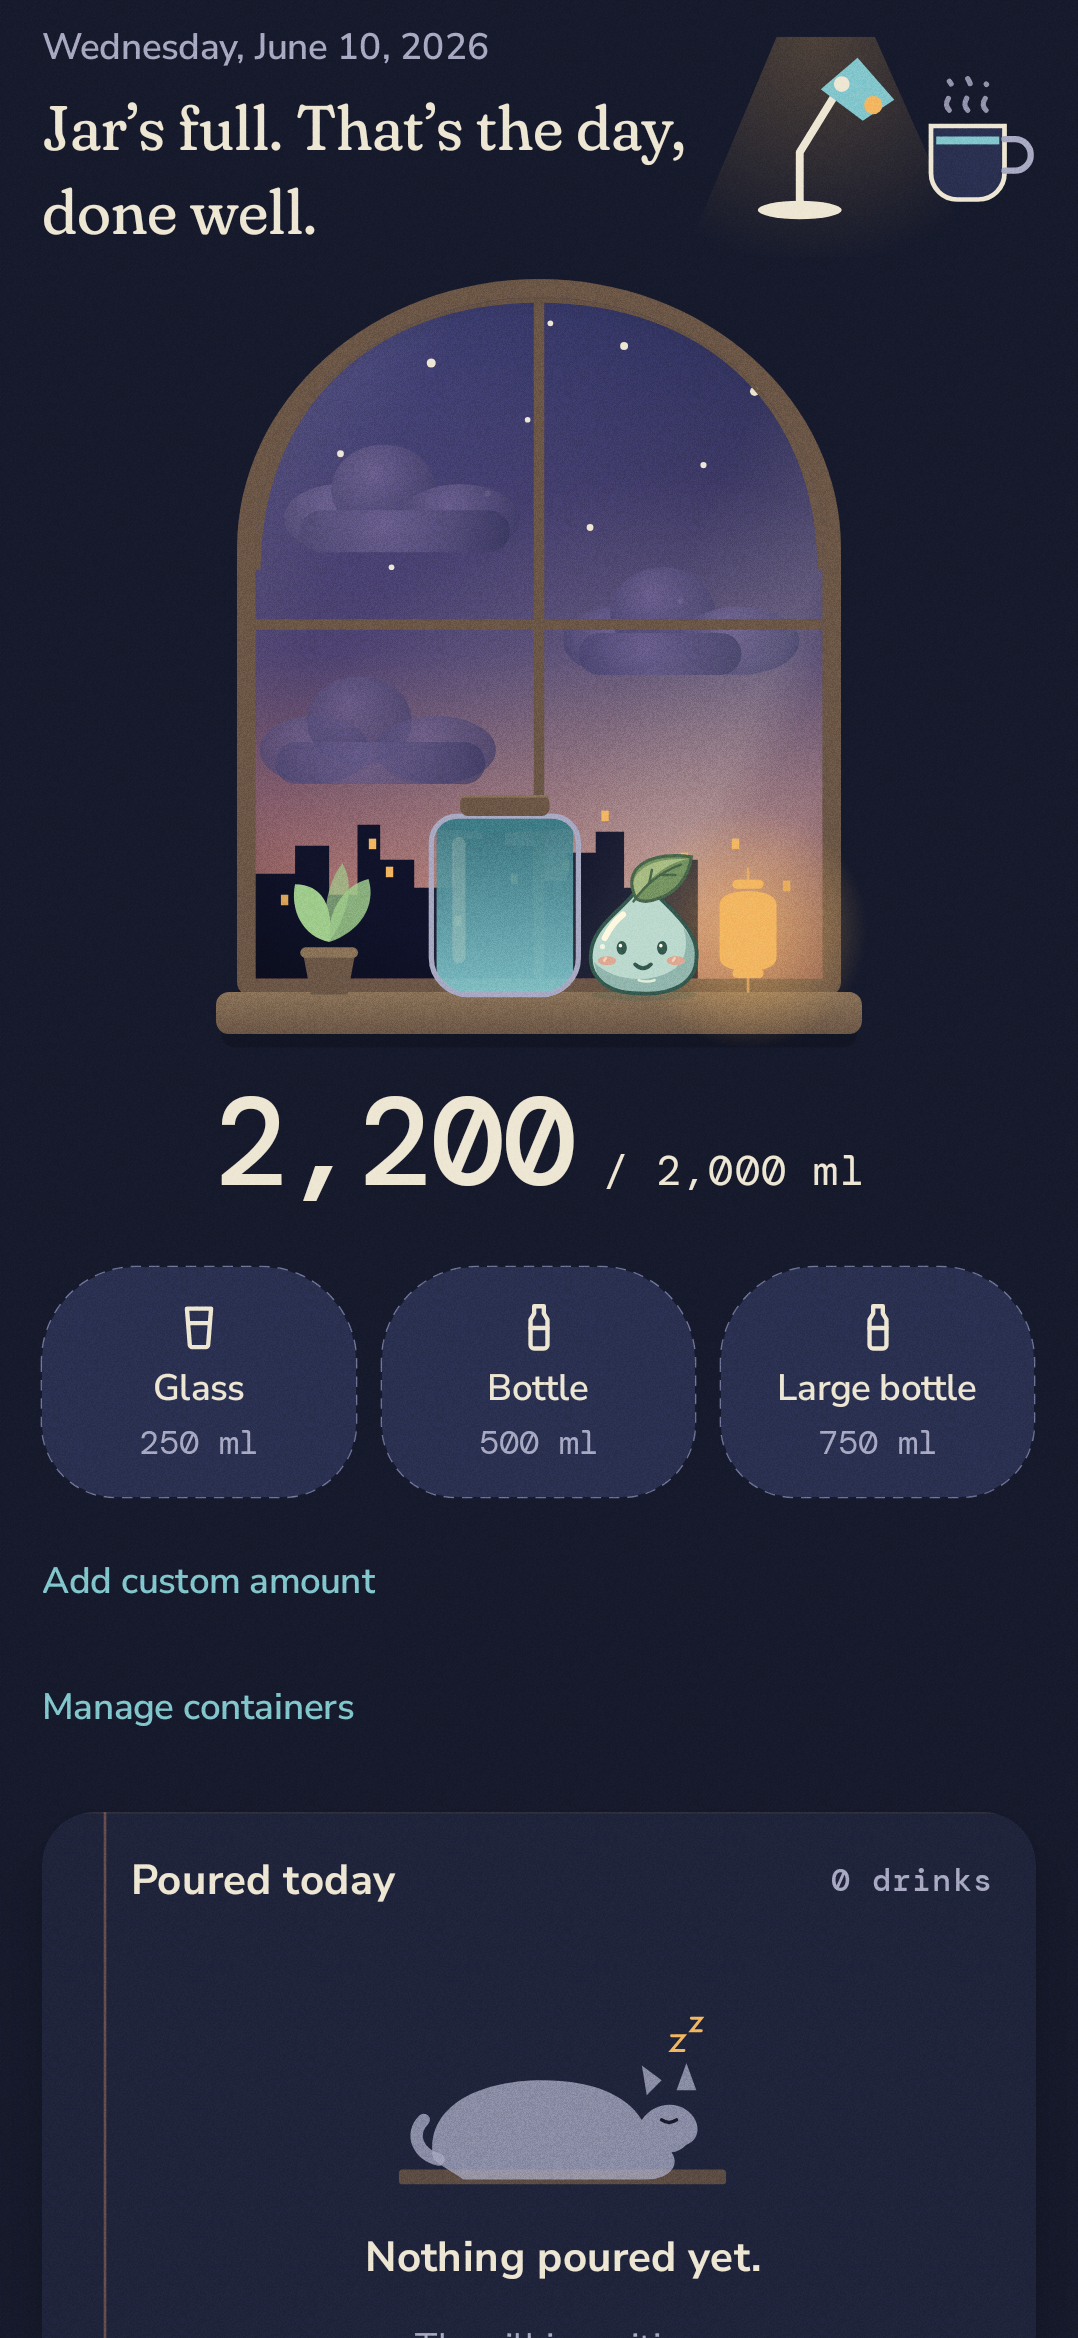 Wednesday, June 10, 2026
Jar’s full. That’s the day,
done well.
2,200 / 2,000 ml
Glass
250 ml
Bottle
500 ml
Large bottle
750 ml
Add custom amount
Manage containers
Poured today
0 drinks
z z
Nothing poured yet.